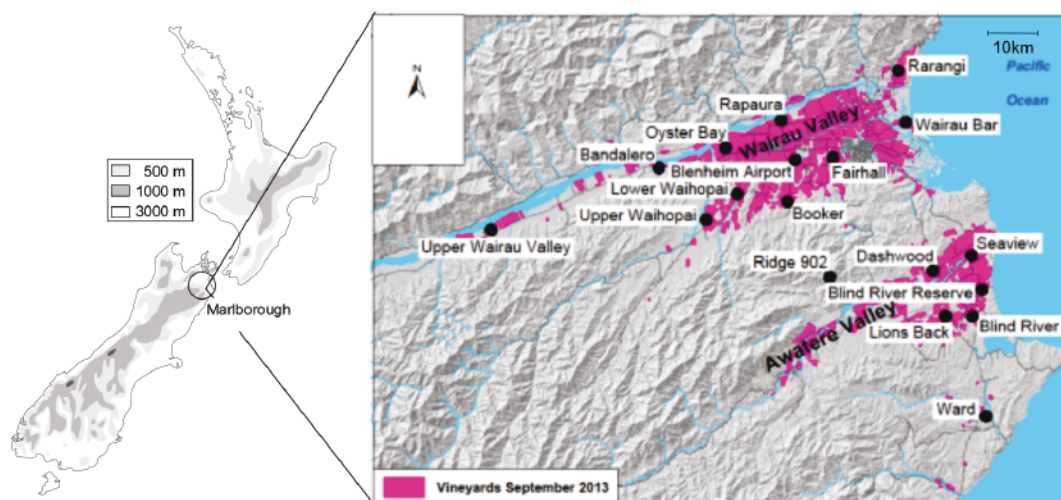 500 m
1000 m
3000 m
Marlborough
N
10km
Pacific
Ocean
Rarangi
Rapaura
Wairau Bar
Oyster Bay
Wairau Valley
Bandalero
Blenheim Airport
Fairhall
Lower Waihopai
Upper Waihopai
Booker
Upper Wairau Valley
Seaview
Dashwood
Ridge 902
Blind River Reserve
Lions Back
Blind River
Awatere Valley
Ward
Vineyards September 2013